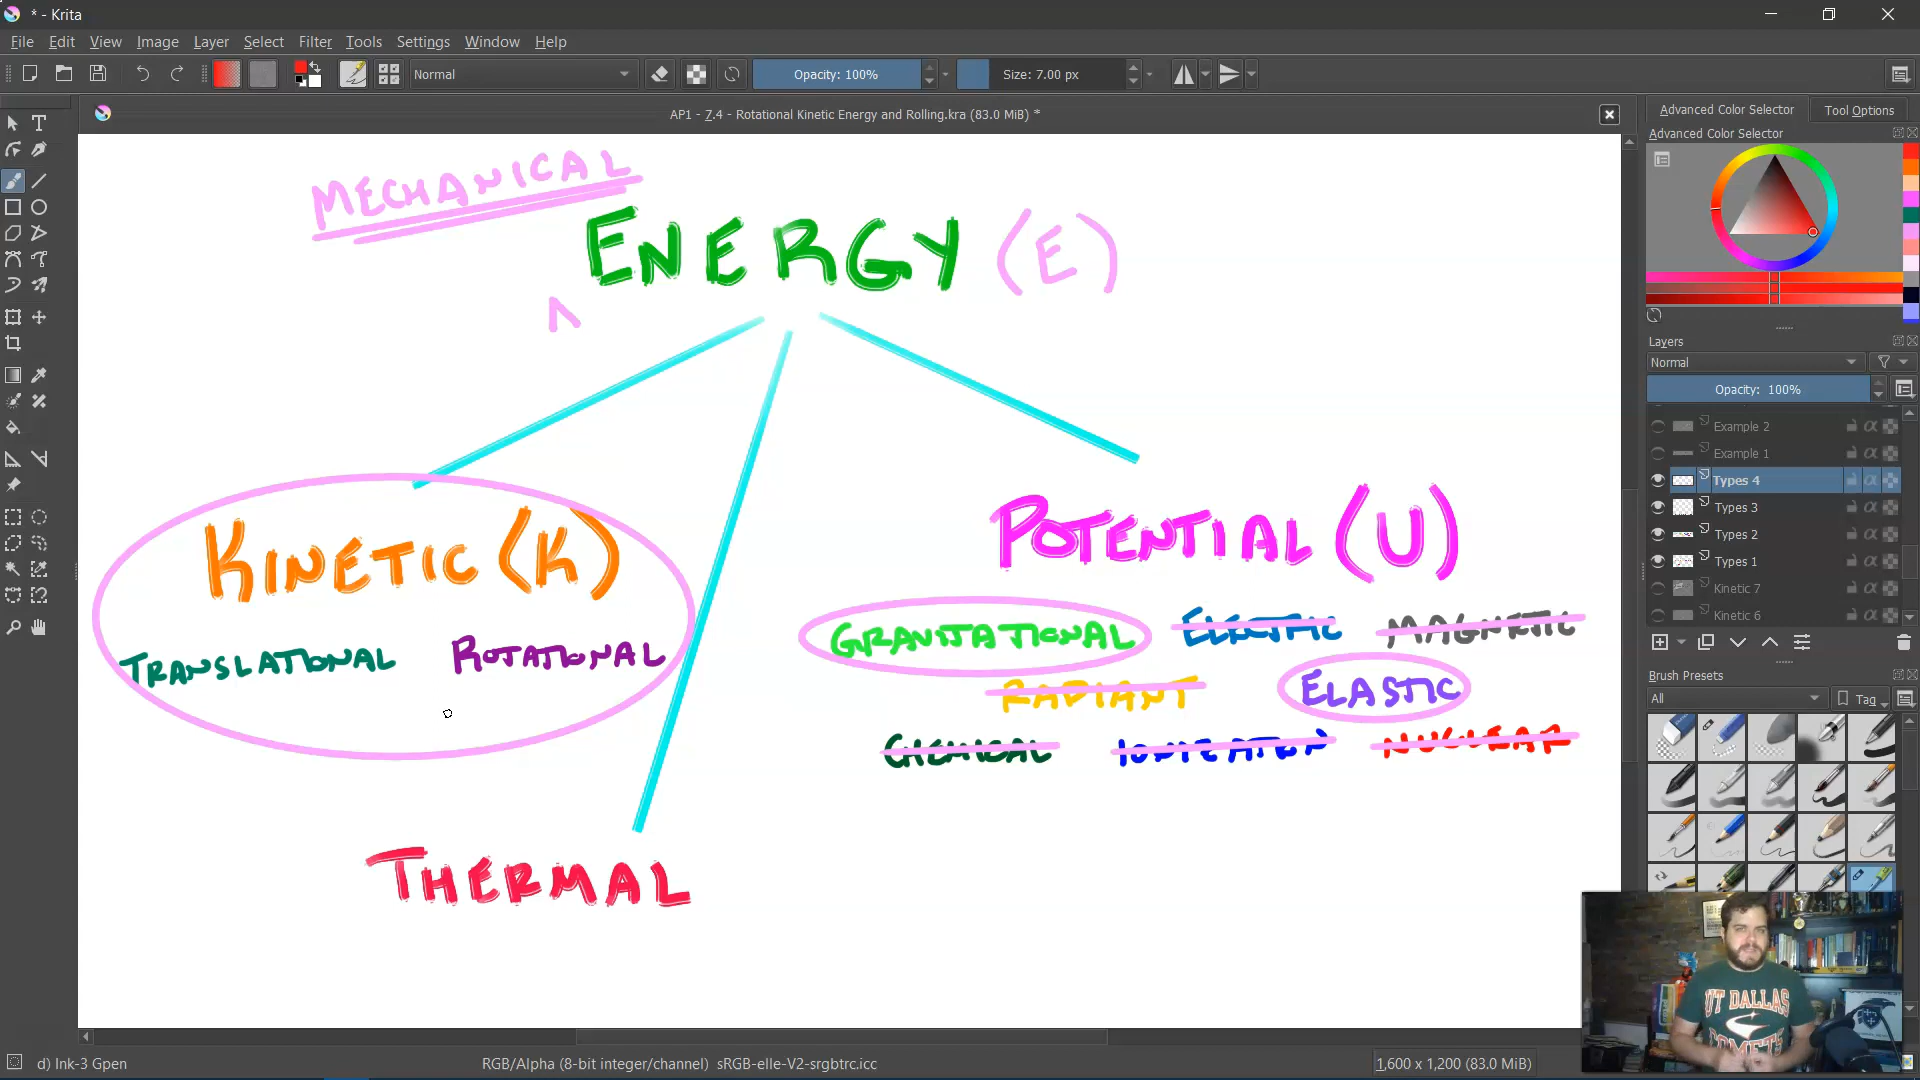 * - Krita
File Edit View Image Layer Select Filter Tools Settings Window Help
Normal Opacity: 100% Size: 7.00 px
AP1 - 7.4 - Rotational Kinetic Energy and Rolling.kra (83.0 MiB) *
Advanced Color Selector Tool Options
Advanced Color Selector
MECHANICAL
ENERGY (E)
KINETIC (K)
TRANSLATIONAL ROTATIONAL
THERMAL
POTENTIAL (U)
GRAVITATIONAL ELECTRIC MAGNETIC
RADIANT ELASTIC
CHEMICAL NUCLEAR
Layers
Normal
Opacity: 100%
Example 2
Example 1
Types 4
Types 3
Types 2
Types 1
Kinetic 7
Kinetic 6
Brush Presets
All Tag
UT DALLAS
COMETS
d) Ink-3 Gpen RGB/Alpha (8-bit integer/channel) sRGB-elle-V2-srgbtrc.icc 1,600 x 1,200 (83.0 MiB)